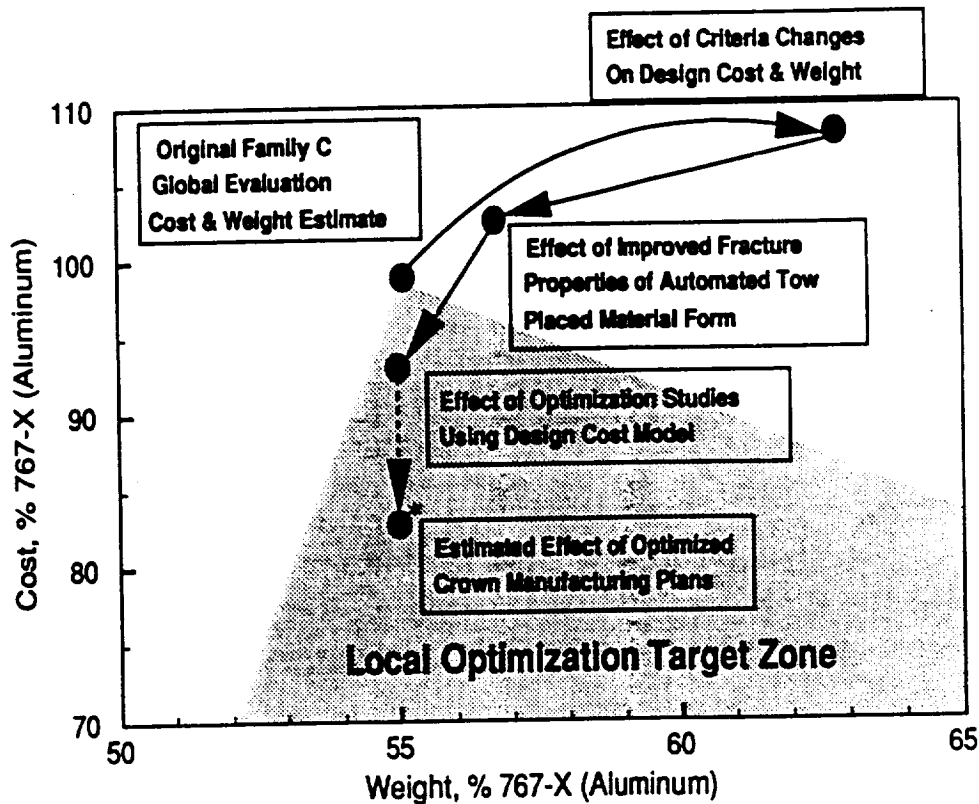 Effect of Criteria Changes
On Design Cost & Weight
110
Original Family C
Global Evaluation
Cost & Weight Estimate
Effect of Improved Fracture
Properties of Automated Tow
Placed Material Form
100
Effect of Optimization Studies
Using Design Cost Model
90
*
Estimated Effect of Optimized
Crown Manufacturing Plans
80
Local Optimization Target Zone
70
50
55
60
65
Cost, % 767-X (Aluminum)
Weight, % 767-X (Aluminum)